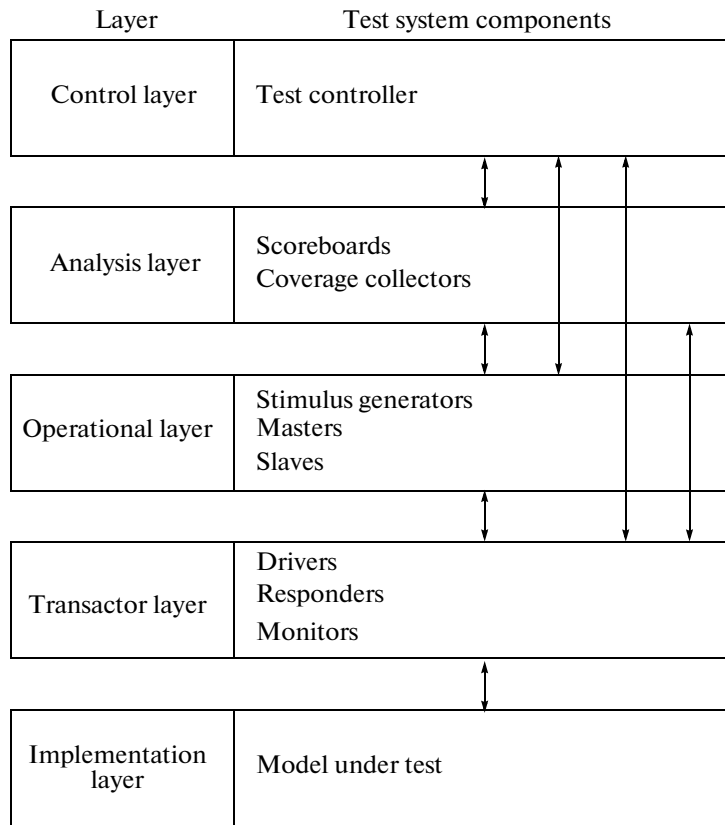 Layer
Test system components
Control layer
Test controller
Analysis layer
Scoreboards
Coverage collectors
Operational layer
Stimulus generators
Masters
Slaves
Transactor layer
Drivers
Responders
Monitors
Implementation
layer
Model under test